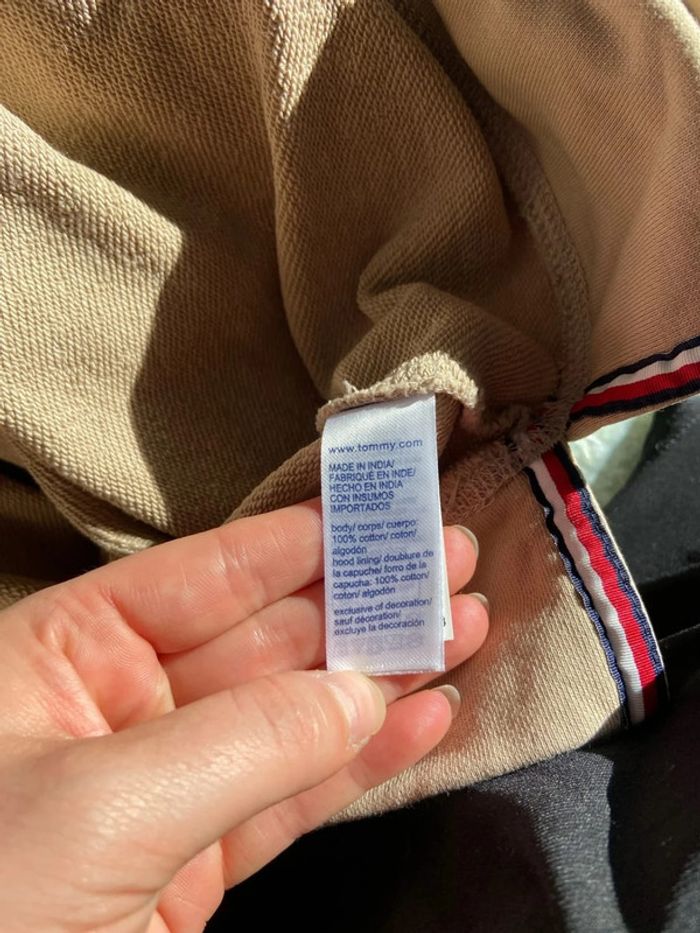 www.tommy.com
MADE IN INDIA/
FABRIQUÉ EN INDE/
HECHO EN INDIA
CON INSUMOS
IMPORTADOS
body/ corps/ cuerpo:
100% cotton/ coton/
algodón
hood lining/ doublure de
la capuche/ forro de la
capucha: 100% cotton/
coton/ algodón
exclusive of decoration/
sauf décoration/
excluye la decoración